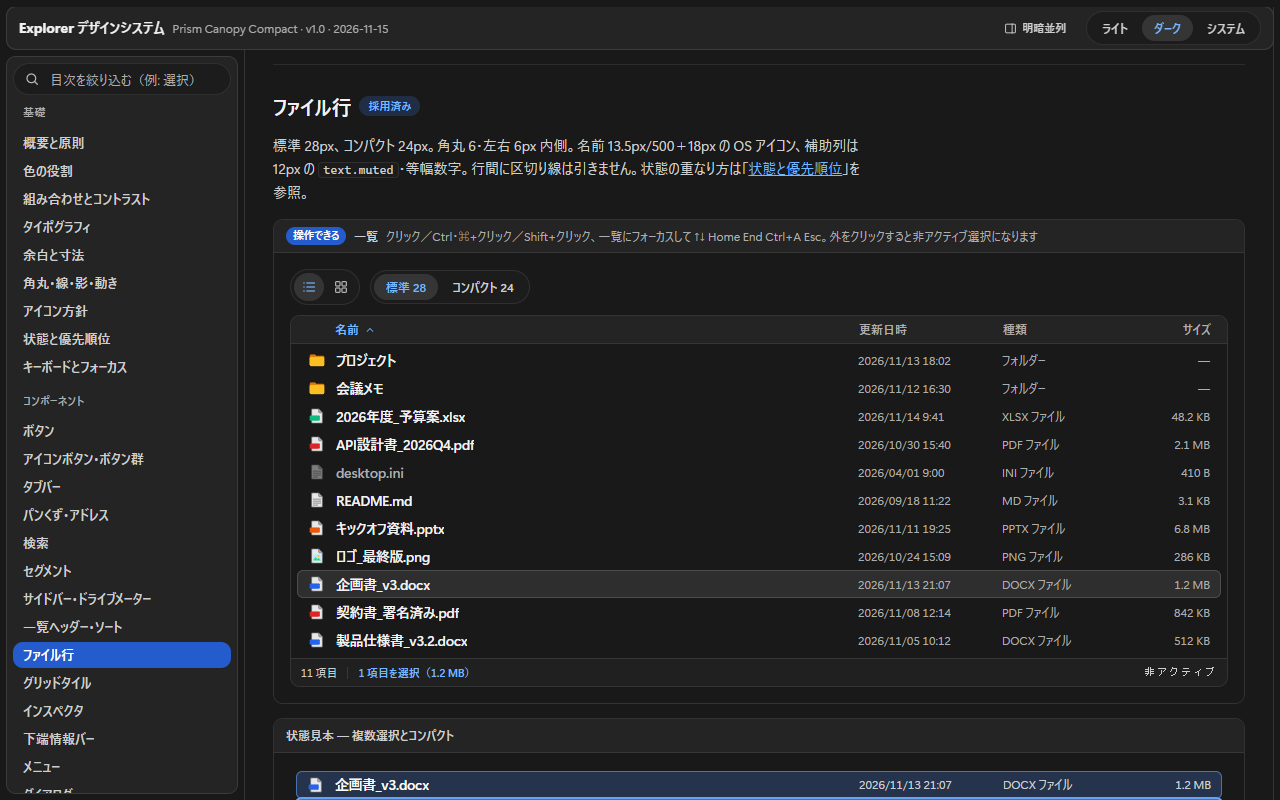 Explorer デザインシステム Prism Canopy Compact · v1.0 · 2026-11-15
明暗並列 ライト ダーク システム
目次を絞り込む（例: 選択）
基礎
概要と原則
色の役割
組み合わせとコントラスト
タイポグラフィ
余白と寸法
角丸・線・影・動き
アイコン方針
状態と優先順位
キーボードとフォーカス
コンポーネント
ボタン
アイコンボタン・ボタン群
タブバー
パンくず・アドレス
検索
セグメント
サイドバー・ドライブメーター
一覧ヘッダー・ソート
ファイル行
グリッドタイル
インスペクタ
下端情報バー
メニュー
ダイアログ
ファイル行 採用済み
標準 28px、コンパクト 24px。角丸 6・左右 6px 内側。名前 13.5px/500＋18px の OS アイコン、補助列は
12px の text.muted・等幅数字。行間に区切り線は引きません。状態の重なり方は「状態と優先順位」を
参照。
操作できる 一覧 クリック／Ctrl・⌘+クリック／Shift+クリック、一覧にフォーカスして ↑↓ Home End Ctrl+A Esc。外をクリックすると非アクティブ選択になります
標準 28 コンパクト 24
名前 更新日時 種類 サイズ
プロジェクト 2026/11/13 18:02 フォルダー —
会議メモ 2026/11/12 16:30 フォルダー —
2026年度_予算案.xlsx 2026/11/14 9:41 XLSX ファイル 48.2 KB
API設計書_2026Q4.pdf 2026/10/30 15:40 PDF ファイル 2.1 MB
desktop.ini 2026/04/01 9:00 INI ファイル 410 B
README.md 2026/09/18 11:22 MD ファイル 3.1 KB
キックオフ資料.pptx 2026/11/11 19:25 PPTX ファイル 6.8 MB
ロゴ_最終版.png 2026/10/24 15:09 PNG ファイル 286 KB
企画書_v3.docx 2026/11/13 21:07 DOCX ファイル 1.2 MB
契約書_署名済み.pdf 2026/11/08 12:14 PDF ファイル 842 KB
製品仕様書_v3.2.docx 2026/11/05 10:12 DOCX ファイル 512 KB
11 項目 1 項目を選択（1.2 MB） 非アクティブ
状態見本 — 複数選択とコンパクト
企画書_v3.docx 2026/11/13 21:07 DOCX ファイル 1.2 MB